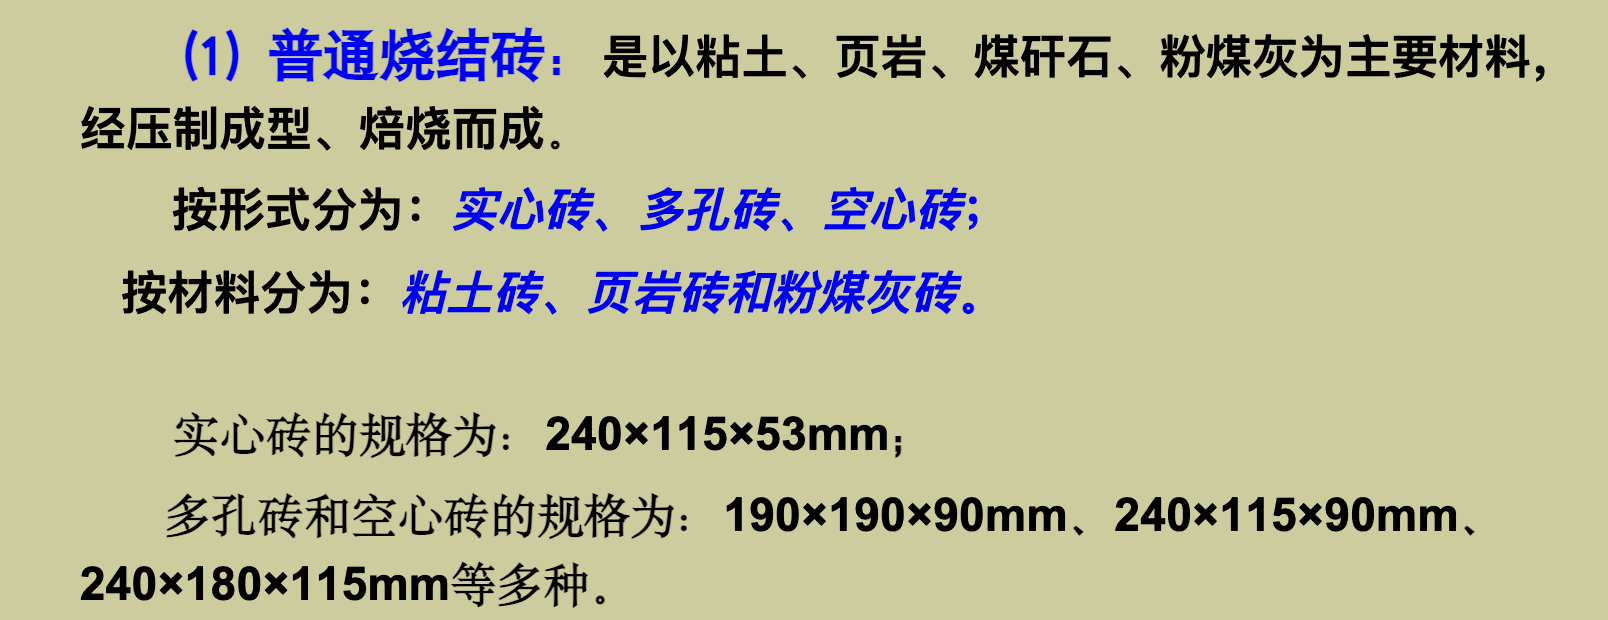 (1) 普通烧结砖：是以粘土、页岩、煤矸石、粉煤灰为主要材料，
经压制成型、焙烧而成。
按形式分为：实心砖、多孔砖、空心砖；
按材料分为：粘土砖、页岩砖和粉煤灰砖。
实心砖的规格为：240×115×53mm；
多孔砖和空心砖的规格为：190×190×90mm、240×115×90mm、
240×180×115mm等多种。